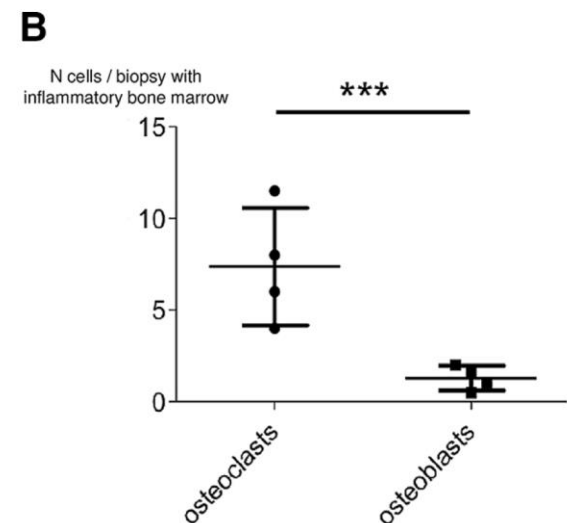 B
N cells / biopsy with
inflammatory bone marrow
***
15
10
5
0
osteoclasts
osteoblasts